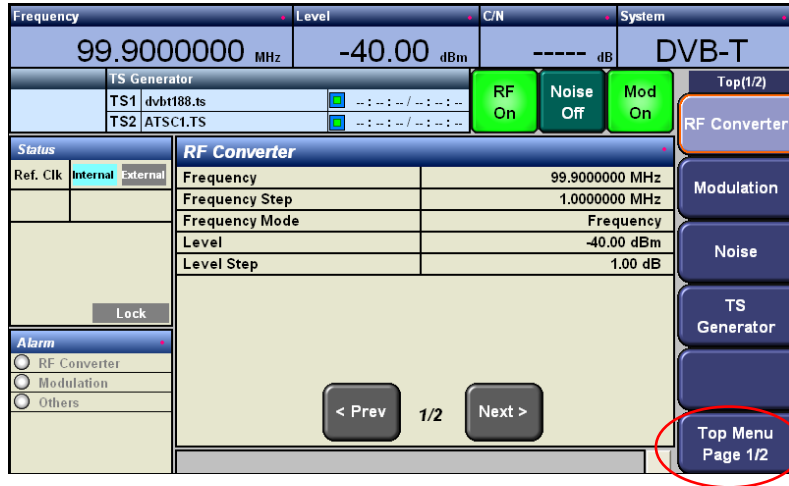 Frequency Level C/N System
99.9000000 MHz -40.00 dBm ----- dB DVB-T
TS Generator
TS1 dvbt188.ts --:--:--/--:--:--
TS2 ATSC1.TS --:--:--/--:--:--
RF On
Noise Off
Mod On
Top(1/2)
RF Converter
Modulation
Noise
TS Generator
Top Menu
Page 1/2
Status
Ref. Clk Internal External
Lock
Alarm
RF Converter
Modulation
Others
RF Converter
Frequency 99.9000000 MHz
Frequency Step 1.0000000 MHz
Frequency Mode Frequency
Level -40.00 dBm
Level Step 1.00 dB
< Prev 1/2 Next >